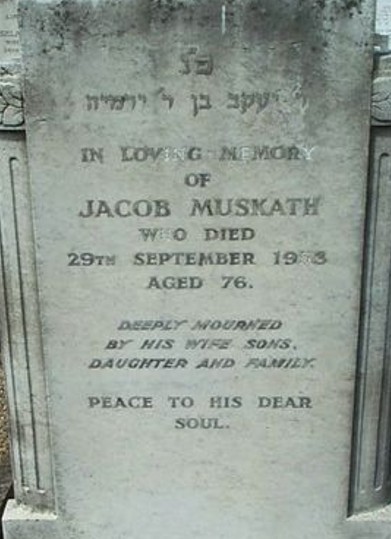 פ״נ
ר׳ יעקב בן ר׳ ירמיה
IN LOVING MEMORY
OF
JACOB MUSKATH
WHO DIED
29TH SEPTEMBER
AGED 76.
DEEPLY MOURNED
BY HIS WIFE SONS,
DAUGHTER AND FAMILY.
PEACE TO HIS DEAR
SOUL.